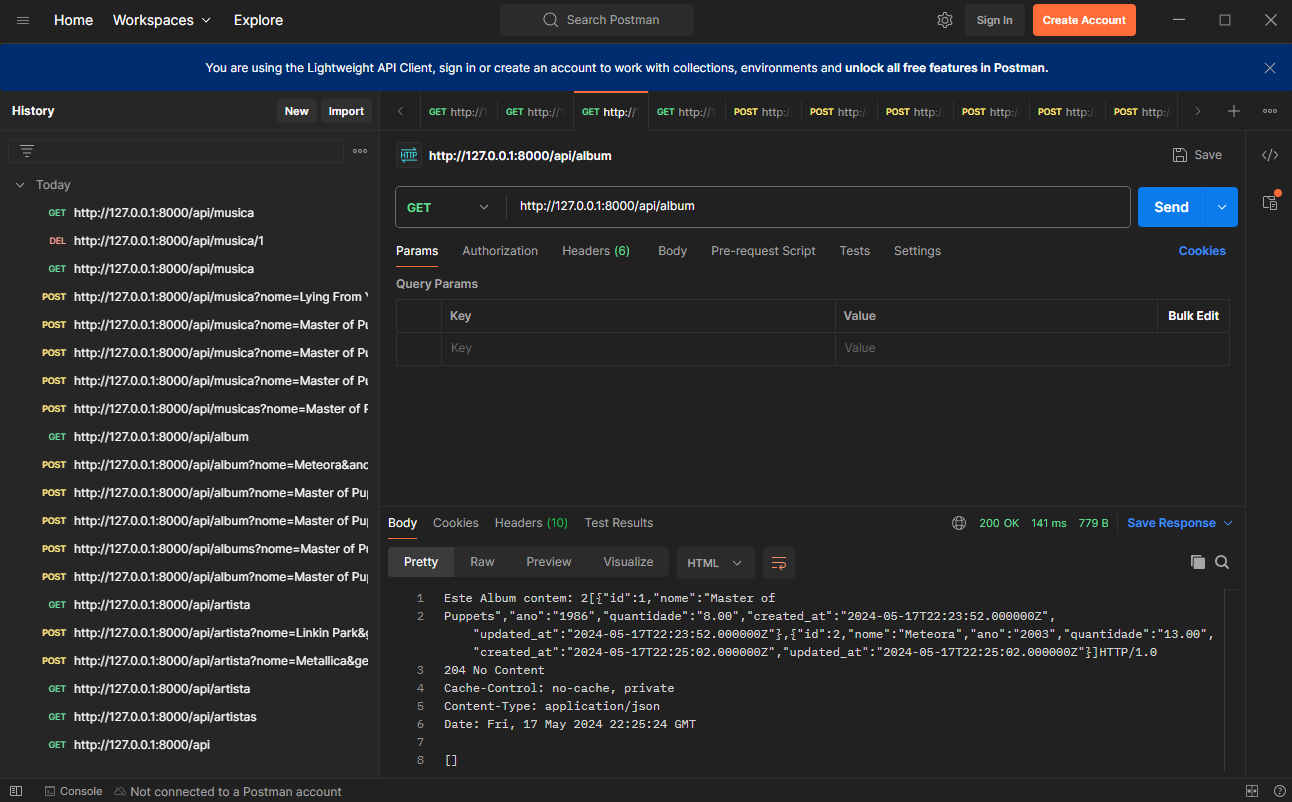 Home Workspaces Explore Search Postman Sign In Create Account
You are using the Lightweight API Client, sign in or create an account to work with collections, environments and unlock all free features in Postman.
History New Import
GET http:// GET http:// GET http:// GET http:// POST http: POST http: POST http: POST http: POST http: POST http:
HTTP http://127.0.0.1:8000/api/album Save
Today
GET http://127.0.0.1:8000/api/musica
DEL http://127.0.0.1:8000/api/musica/1
GET http://127.0.0.1:8000/api/musica
POST http://127.0.0.1:8000/api/musica?nome=Lying From Y
POST http://127.0.0.1:8000/api/musica?nome=Master of Pu
POST http://127.0.0.1:8000/api/musica?nome=Master of Pu
POST http://127.0.0.1:8000/api/musica?nome=Master of Pu
POST http://127.0.0.1:8000/api/musicas?nome=Master of P
GET http://127.0.0.1:8000/api/album
POST http://127.0.0.1:8000/api/album?nome=Meteora&ano
POST http://127.0.0.1:8000/api/album?nome=Master of Pup
POST http://127.0.0.1:8000/api/album?nome=Master of Pup
POST http://127.0.0.1:8000/api/albums?nome=Master of Pu
POST http://127.0.0.1:8000/api/album?nome=Master of Pup
GET http://127.0.0.1:8000/api/artista
POST http://127.0.0.1:8000/api/artista?nome=Linkin Park&g
POST http://127.0.0.1:8000/api/artista?nome=Metallica&ge
GET http://127.0.0.1:8000/api/artista
GET http://127.0.0.1:8000/api/artistas
GET http://127.0.0.1:8000/api
GET http://127.0.0.1:8000/api/album Send
Params Authorization Headers (6) Body Pre-request Script Tests Settings Cookies
Query Params
Key Value Bulk Edit
Key Value
Body Cookies Headers (10) Test Results 200 OK 141 ms 779 B Save Response
Pretty Raw Preview Visualize HTML
1 Este Album contem: 2[{"id":1,"nome":"Master of
2 Puppets","ano":"1986","quantidade":"8.00","created_at":"2024-05-17T22:23:52.000000Z",
"updated_at":"2024-05-17T22:23:52.000000Z"},{"id":2,"nome":"Meteora","ano":"2003","quantidade":"13.00",
"created_at":"2024-05-17T22:25:02.000000Z","updated_at":"2024-05-17T22:25:02.000000Z"}]HTTP/1.0
3 204 No Content
4 Cache-Control: no-cache, private
5 Content-Type: application/json
6 Date: Fri, 17 May 2024 22:25:24 GMT
7
8 []
Console Not connected to a Postman account